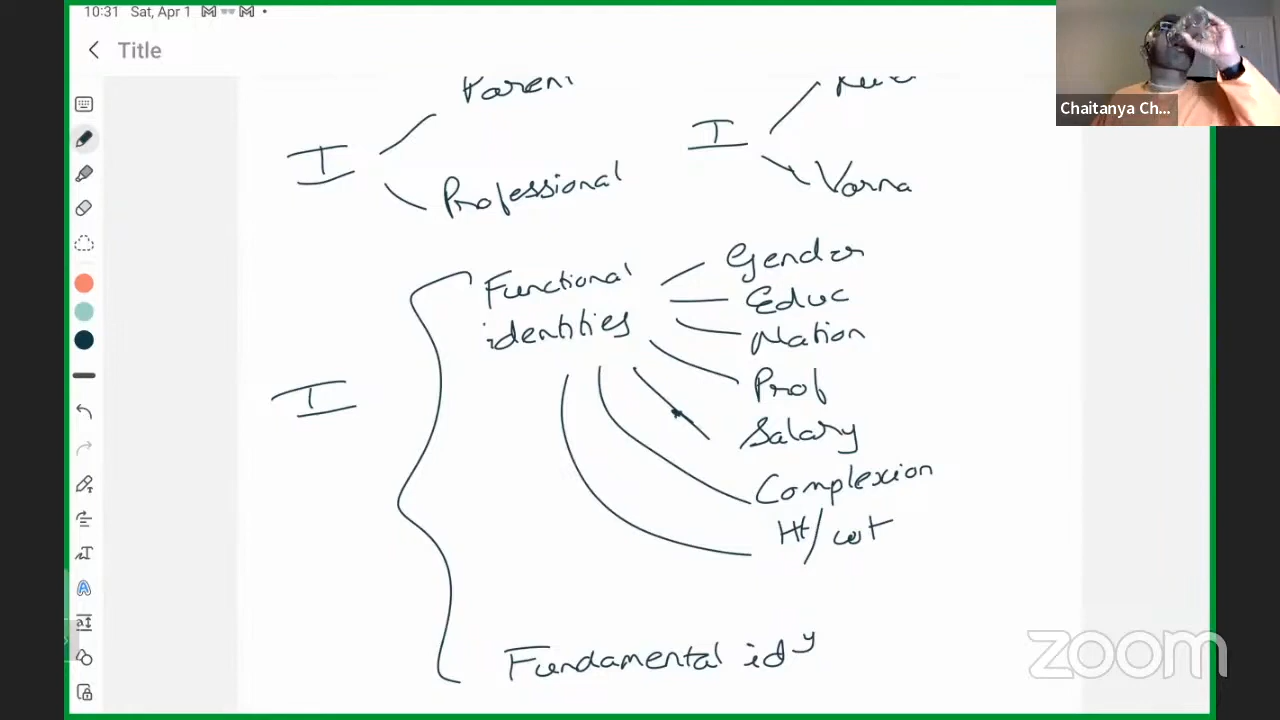 10:31 Sat, Apr 1
Title
Chaitanya Ch...
I
Professional
I
Varna
Functional
identities
Gender
Educ
Nation
Prof
Salary
Complexion
Ht/wt
I
Fundamental id y
zoom